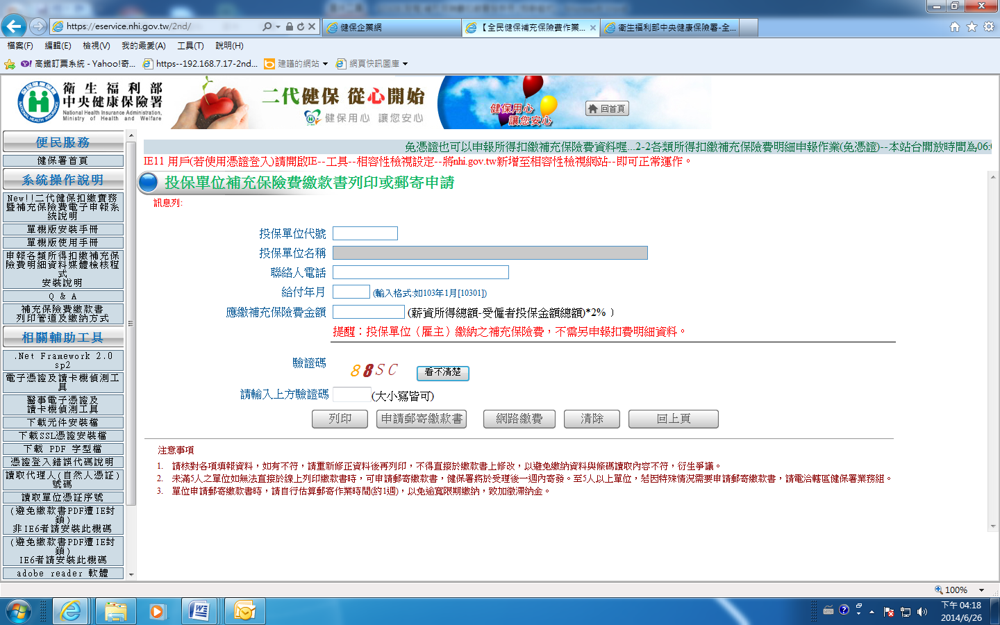 https://eservice.nhi.gov.tw/2nd/
健保企業網
【全民健保補充保險費作業...
衛生福利部中央健康保險署-全...
檔案(F) 編輯(E) 檢視(V) 我的最愛(A) 工具(T) 說明(H)
高鐵訂票系統 - Yahoo!奇... https--192.168.7.17-2nd... 建議的網站 網頁快訊圖庫
衛生福利部
中央健康保險署
National Health Insurance Administration,
Ministry of Health and Welfare
二代健保 從心開始
健保用心 讓您安心
健保用心
讓您安心
回首頁
便民服務
健保署首頁
系統操作說明
New!!二代健保扣繳實務
暨補充保險費電子申報系
統說明
單機版安裝手冊
單機版使用手冊
申報各類所得扣繳補充保
險費明細資料媒體檢核程
式
安裝說明
Q & A
補充保險費繳款書
列印管道及繳納方式
相關輔助工具
.Net Framework 2.0
sp2
電子憑證及讀卡機偵測工
具
醫事電子憑證及
讀卡機偵測工具
下載元件安裝檔
下載SSL憑證安裝檔
下載 PDF 字型檔
憑證登入錯誤代碼說明
讀取代理人(自然人憑証)
號碼
讀取單位憑証序號
(避免繳款書PDF遭IE封
鎖)
非IE6者請安裝此機碼
(避免繳款書PDF遭IE封
鎖)
IE6者請安裝此機碼
adobe reader 軟體
免憑證也可以申報所得扣繳補充保險費資料喔...2-2各類所得扣繳補充保險費明細申報作業(免憑證)--本站台開放時間為06:0
IE11 用戶(若使用憑證登入)請開啟IE--工具--相容性檢視設定--將nhi.gov.tw新增至相容性檢視網站--即可正常運作。
投保單位補充保險費繳款書列印或郵寄申請
訊息列:
投保單位代號
投保單位名稱
聯絡人電話
給付年月 (輸入格式:如103年1月[10301])
應繳補充保險費金額 (薪資所得總額-受僱者投保金額總額)*2% ）
提醒：投保單位（雇主）繳納之補充保險費，不需另申報扣費明細資料。
驗證碼 88SC 看不清楚
請輸入上方驗證碼 (大小寫皆可)
列印 申請郵寄繳款書 網路繳費 清除 回上頁
注意事項
1. 請核對各項填報資料，如有不符，請重新修正資料後再列印，不得直接於繳款書上修改，以避免繳納資料與條碼讀取內容不符，衍生爭議。
2. 未滿5人之單位如無法直接於線上列印繳款書時，可申請郵寄繳款書，健保署將於受理後一週內寄發。至5人以上單位，若因特殊情況需要申請郵寄繳款書，請電洽轄區健保署業務組。
3. 單位申請郵寄繳款書時，請自行估算郵寄作業時間(約1週)，以免逾寬限期繳納，致加徵滯納金。
100%
下午 04:18
2014/6/26